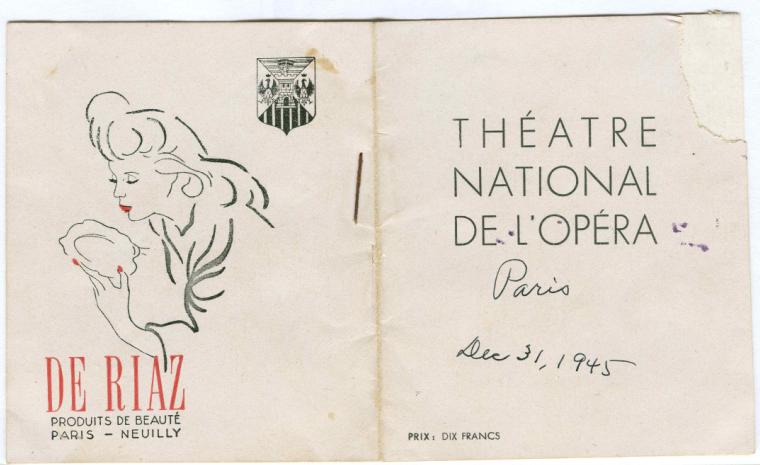 DE RIAZ
PRODUITS DE BEAUTÉ
PARIS – NEUILLY
THÉATRE
NATIONAL
DE L'OPÉRA
Paris
Dec 31, 1945
PRIX : DIX FRANCS